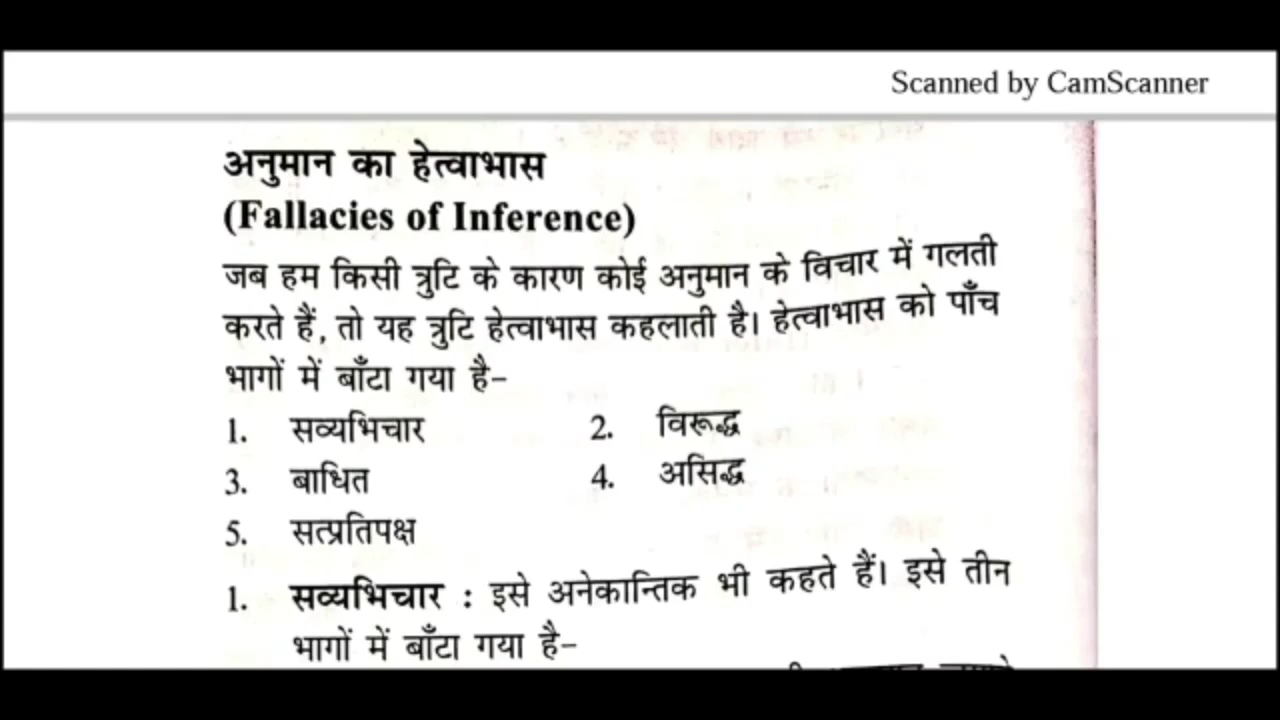 Scanned by CamScanner
अनुमान का हेत्वाभास
(Fallacies of Inference)
जब हम किसी त्रुटि के कारण कोई अनुमान के विचार में गलती
करते हैं, तो यह त्रुटि हेत्वाभास कहलाती है। हेत्वाभास को पाँच
भागों में बाँटा गया है-
1. सव्यभिचार 2. विरूद्ध
3. बाधित 4. असिद्ध
5. सत्प्रतिपक्ष
1. सव्यभिचार : इसे अनेकान्तिक भी कहते हैं। इसे तीन
भागों में बाँटा गया है-